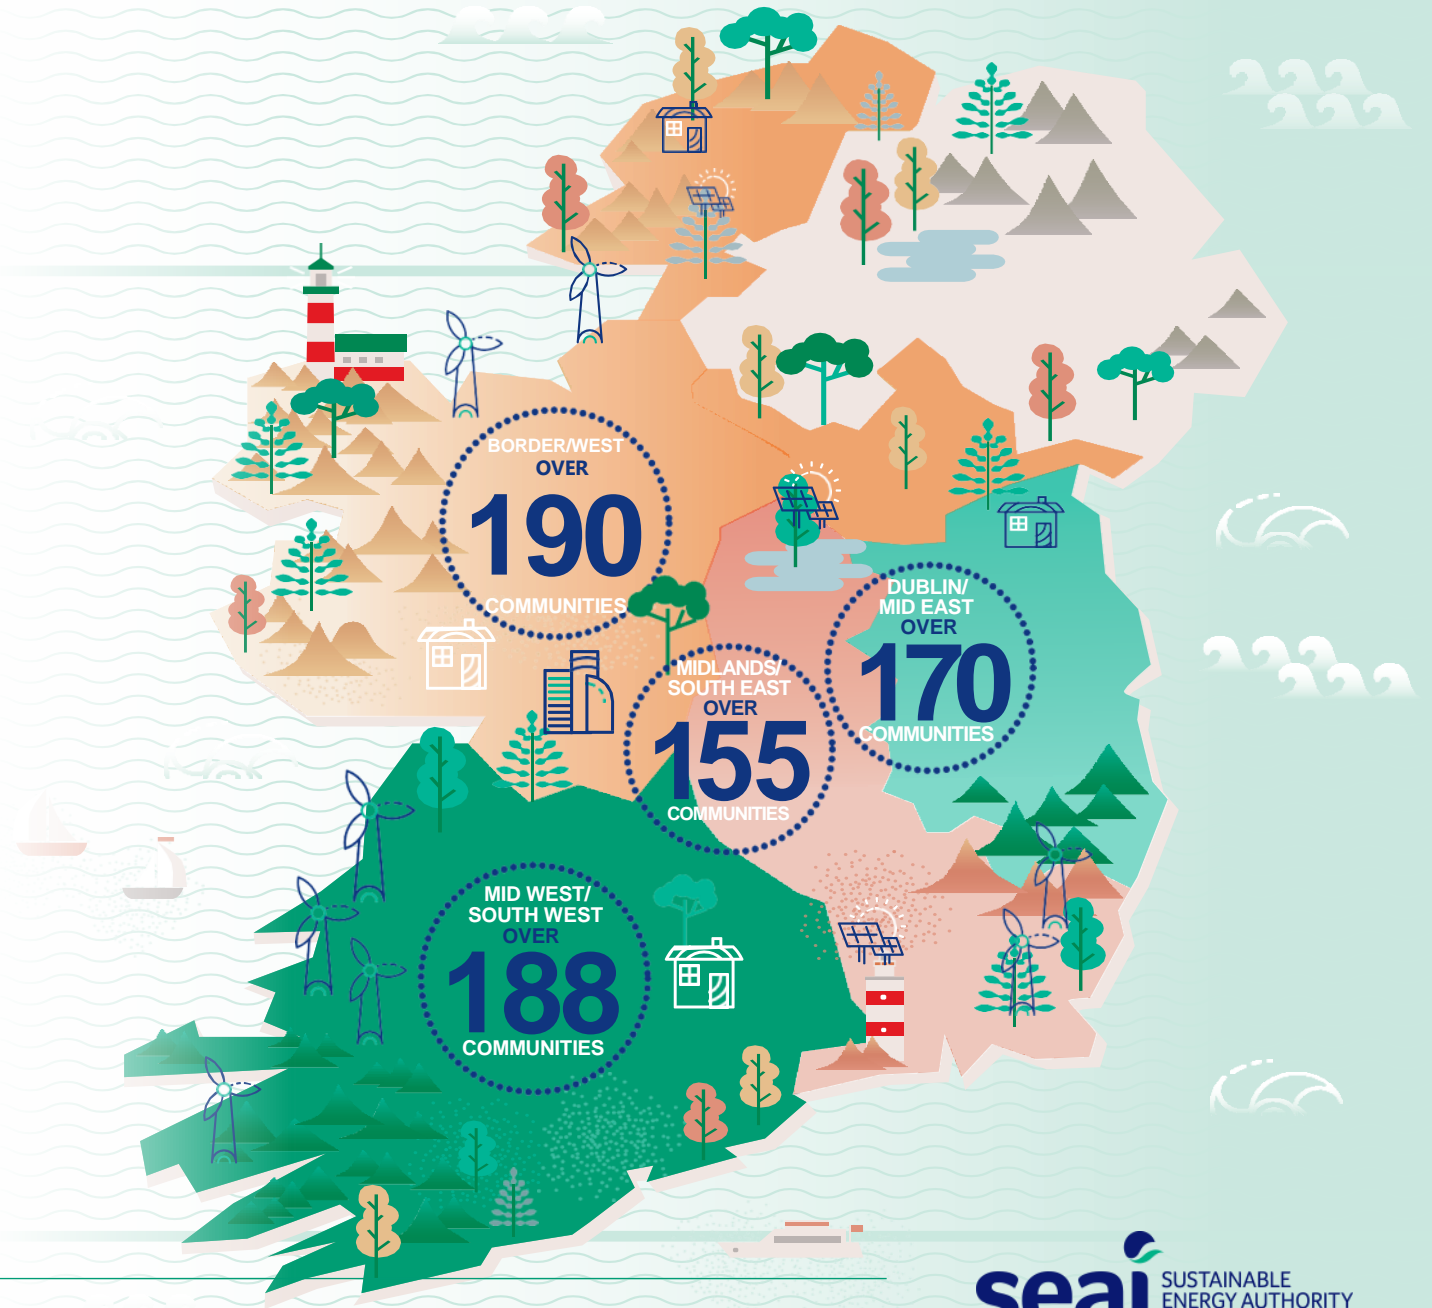 BORDER/WEST
OVER
190
COMMUNITIES
DUBLIN/
MID EAST
OVER
170
COMMUNITIES
MIDLANDS/
SOUTH EAST
OVER
155
COMMUNITIES
MID WEST/
SOUTH WEST
OVER
188
COMMUNITIES
seai
SUSTAINABLE
ENERGY AUTHORITY